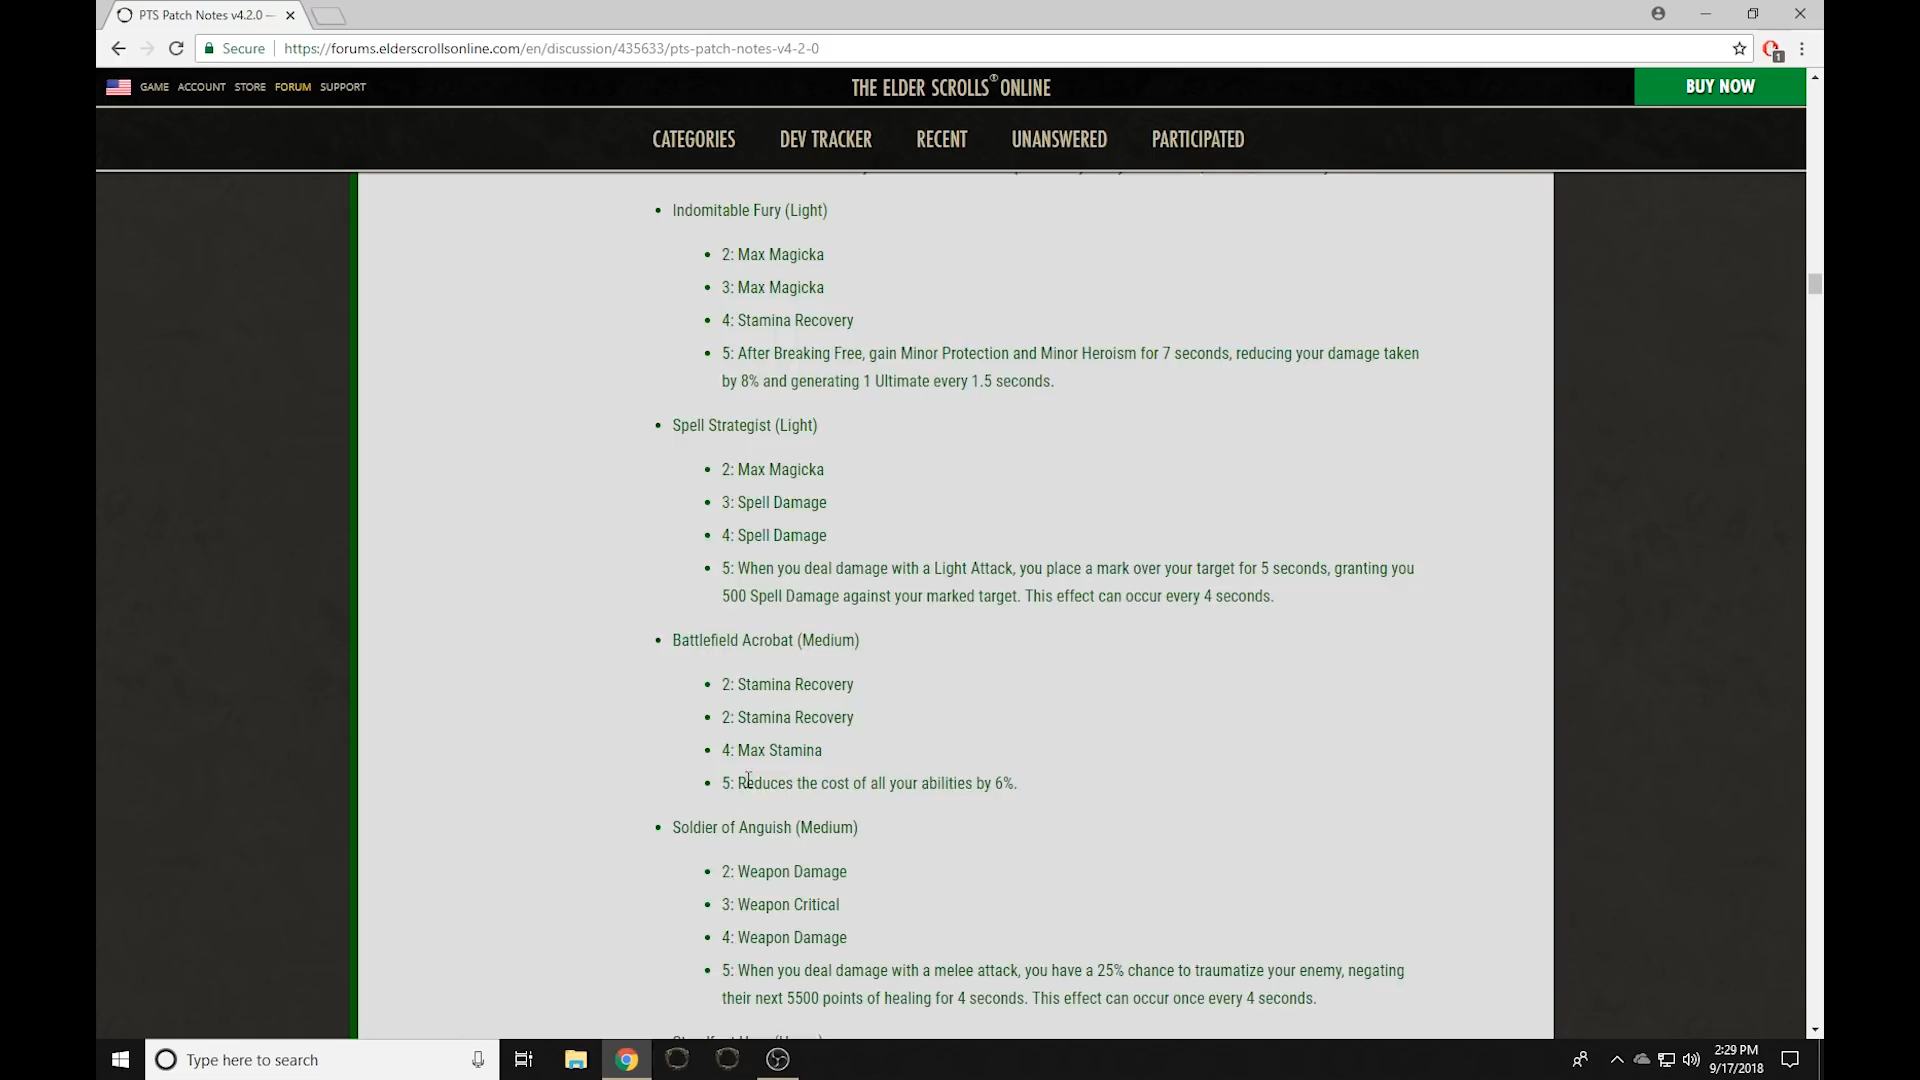 PTS Patch Notes v4.2.0 —
Secure
https://forums.elderscrollsonline.com/en/discussion/435633/pts-patch-notes-v4-2-0
1
GAME ACCOUNT STORE FORUM SUPPORT
THE ELDER SCROLLS® ONLINE
BUY NOW
CATEGORIES DEV TRACKER RECENT UNANSWERED PARTICIPATED
• Indomitable Fury (Light)
• 2: Max Magicka
• 3: Max Magicka
• 4: Stamina Recovery
• 5: After Breaking Free, gain Minor Protection and Minor Heroism for 7 seconds, reducing your damage taken
by 8% and generating 1 Ultimate every 1.5 seconds.
• Spell Strategist (Light)
• 2: Max Magicka
• 3: Spell Damage
• 4: Spell Damage
• 5: When you deal damage with a Light Attack, you place a mark over your target for 5 seconds, granting you
500 Spell Damage against your marked target. This effect can occur every 4 seconds.
• Battlefield Acrobat (Medium)
• 2: Stamina Recovery
• 2: Stamina Recovery
• 4: Max Stamina
• 5: Reduces the cost of all your abilities by 6%.
• Soldier of Anguish (Medium)
• 2: Weapon Damage
• 3: Weapon Critical
• 4: Weapon Damage
• 5: When you deal damage with a melee attack, you have a 25% chance to traumatize your enemy, negating
their next 5500 points of healing for 4 seconds. This effect can occur once every 4 seconds.
Type here to search
2:29 PM
9/17/2018